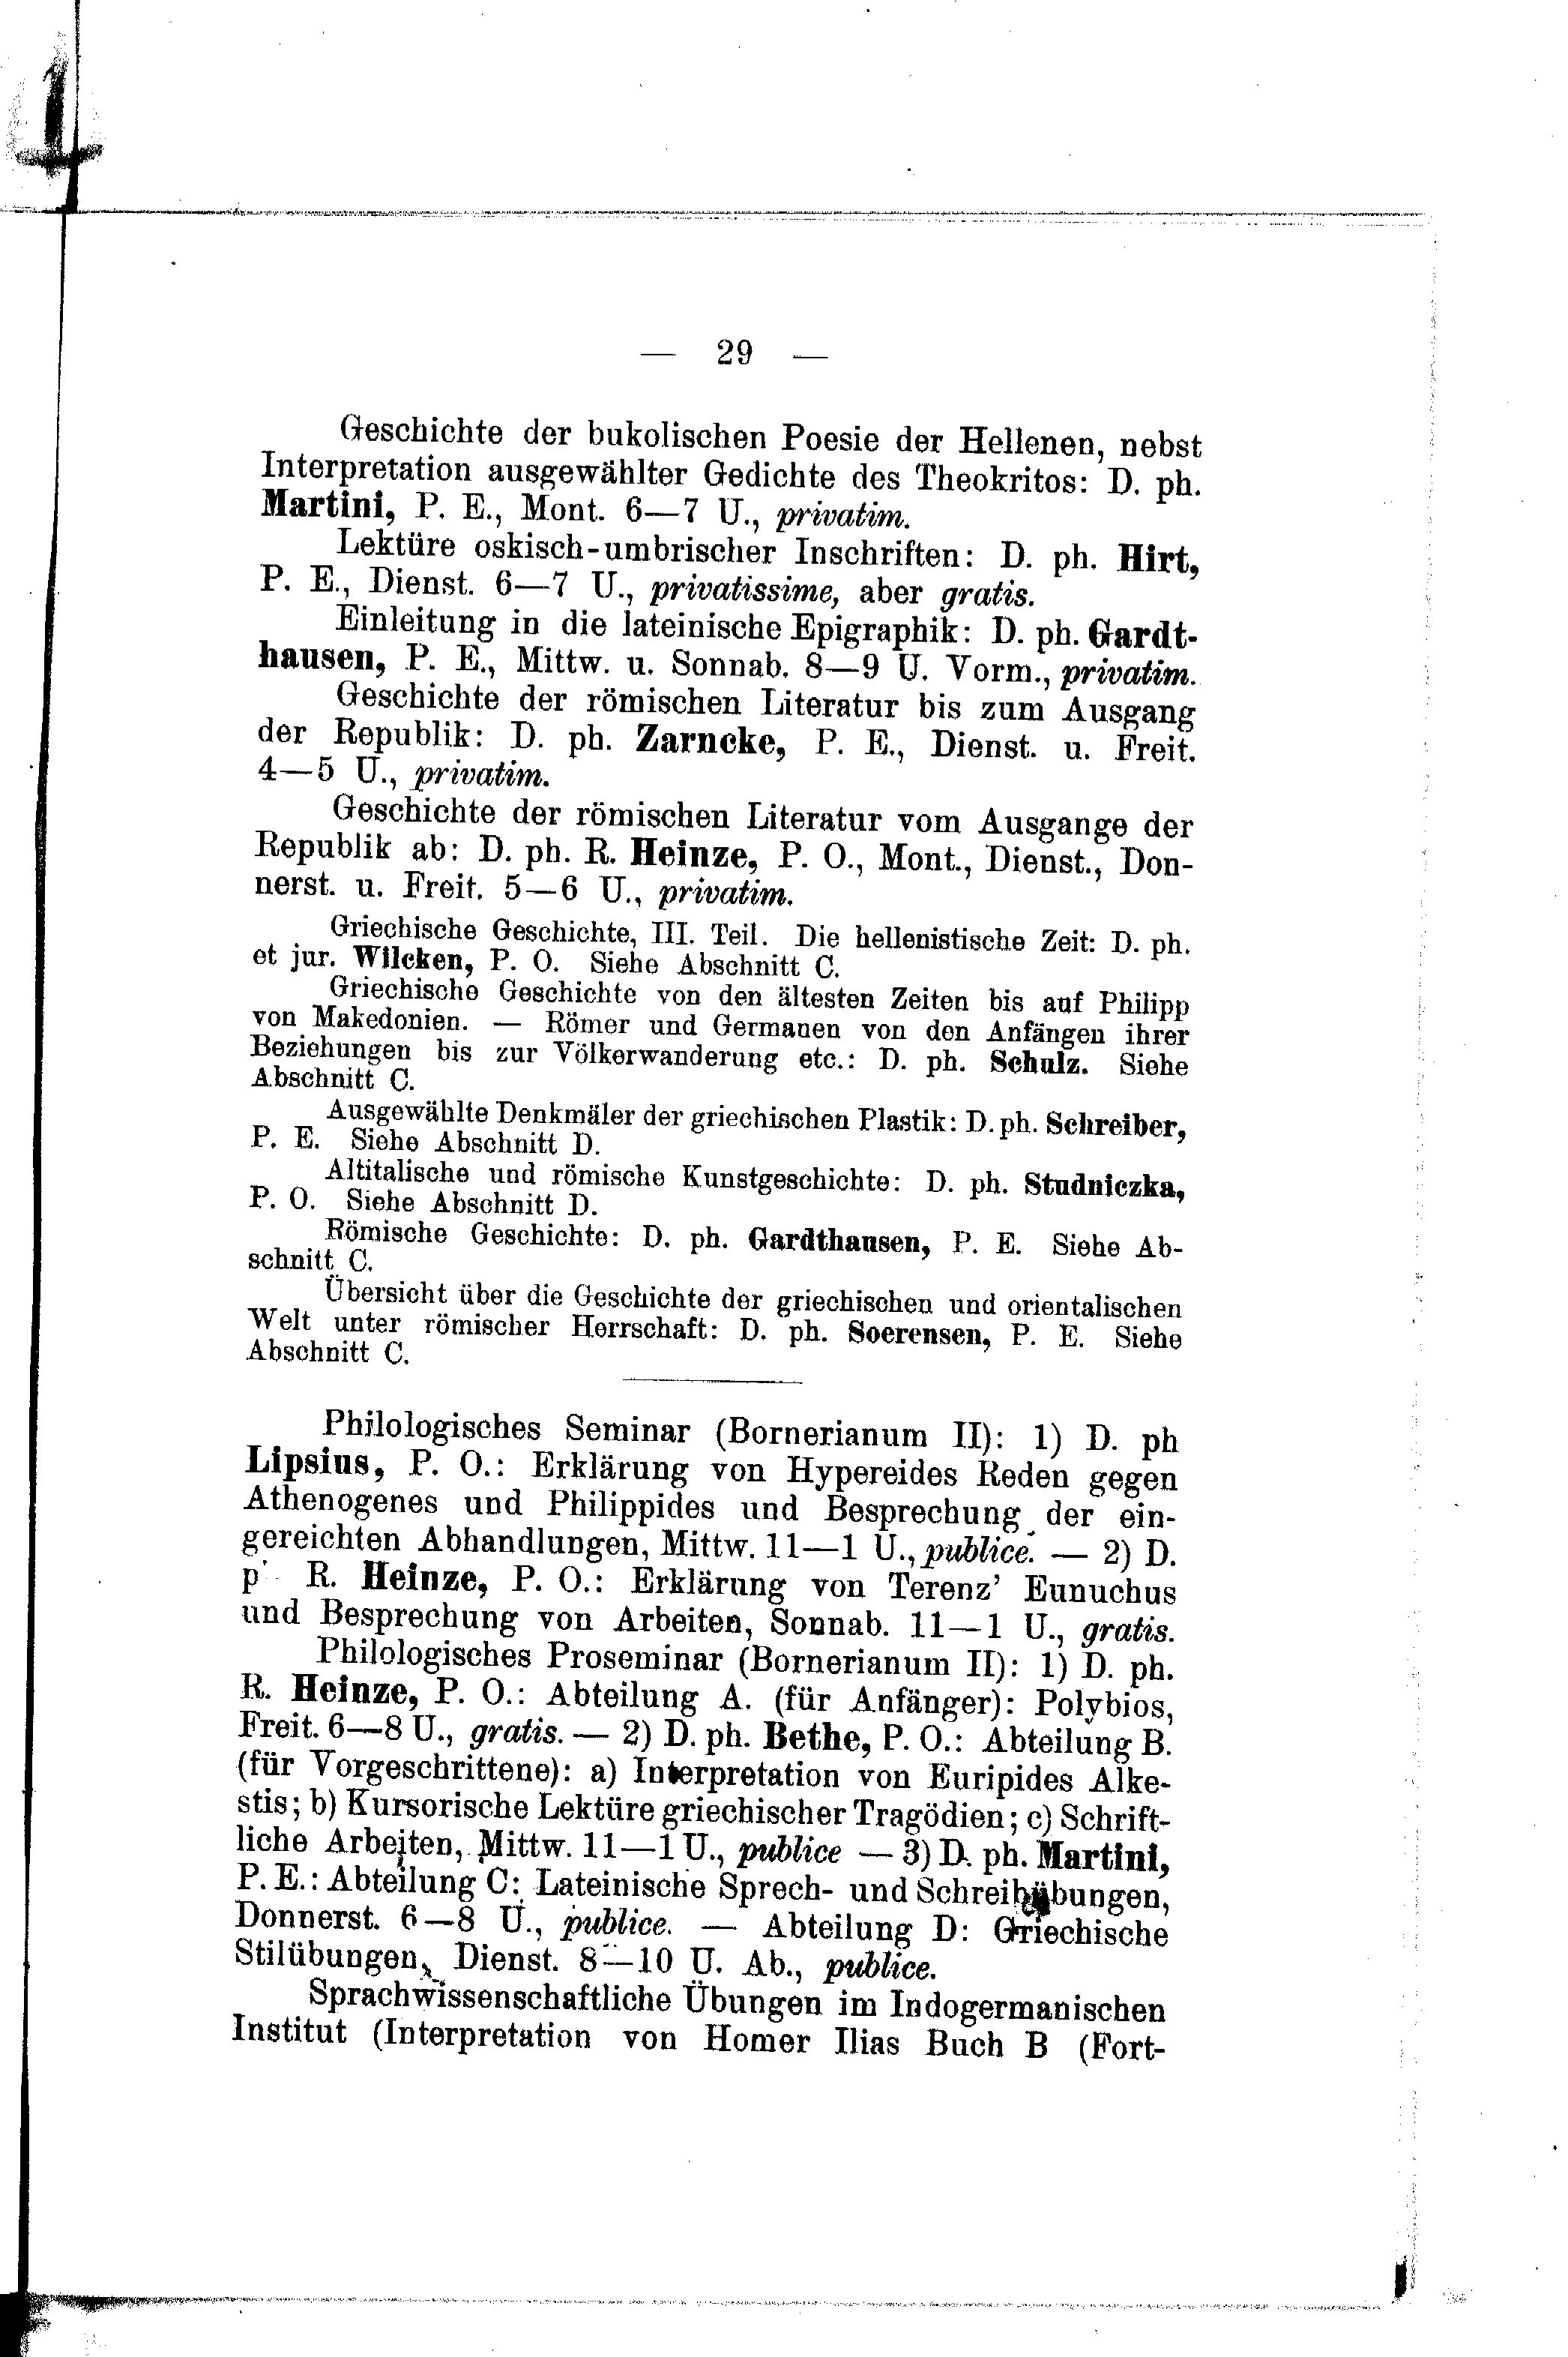 — 29 —
Geschichte der bukolischen Poesie der Hellenen, nebst
Interpretation ausgewählter Gedichte des Theokritos: D. ph.
Martini, P. E., Mont. 6—7 U., privatim.
Lektüre oskisch-umbrischer Inschriften: D. ph. Hirt,
P. E., Dienst. 6—7 U., privatissime, aber gratis.
Einleitung in die lateinische Epigraphik: D. ph. Gardt-
hausen, P. E., Mittw. u. Sonnab. 8—9 U. Vorm., privatim.
Geschichte der römischen Literatur bis zum Ausgang
der Republik: D. ph. Zarncke, P. E., Dienst. u. Freit.
4—5 U., privatim.
Geschichte der römischen Literatur vom Ausgange der
Republik ab: D. ph. R. Heinze, P. O., Mont., Dienst., Don-
nerst. u. Freit. 5—6 U., privatim.
Griechische Geschichte, III. Teil. Die hellenistische Zeit: D. ph.
et jur. Wilcken, P. O. Siehe Abschnitt C.
Griechische Geschichte von den ältesten Zeiten bis auf Philipp
von Makedonien. — Römer und Germanen von den Anfängen ihrer
Beziehungen bis zur Völkerwanderung etc.: D. ph. Schulz. Siehe
Abschnitt C.
Ausgewählte Denkmäler der griechischen Plastik: D. ph. Schreiber,
P. E. Siehe Abschnitt D.
Altitalische und römische Kunstgeschichte: D. ph. Studniczka,
P. O. Siehe Abschnitt D.
Römische Geschichte: D. ph. Gardthausen, P. E. Siehe Ab-
schnitt C.
Übersicht über die Geschichte der griechischen und orientalischen
Welt unter römischer Herrschaft: D. ph. Soerensen, P. E. Siehe
Abschnitt C.
Philologisches Seminar (Bornerianum II): 1) D. ph
Lipsius, P. O.: Erklärung von Hypereides Reden gegen
Athenogenes und Philippides und Besprechung der ein-
gereichten Abhandlungen, Mittw. 11—1 U., publice. — 2) D.
p R. Heinze, P. O.: Erklärung von Terenz' Eunuchus
und Besprechung von Arbeiten, Sonnab. 11—1 U., gratis.
Philologisches Proseminar (Bornerianum II): 1) D. ph.
R. Heinze, P. O.: Abteilung A. (für Anfänger): Polybios,
Freit. 6—8 U., gratis. — 2) D. ph. Bethe, P. O.: Abteilung B.
(für Vorgeschrittene): a) Interpretation von Euripides Alke-
stis; b) Kursorische Lektüre griechischer Tragödien; c) Schrift-
liche Arbeiten, Mittw. 11—1 U., publice — 3) D. ph. Martini,
P. E.: Abteilung C: Lateinische Sprech- und Schreibübungen,
Donnerst. 6—8 U., publice. — Abteilung D: Griechische
Stilübungen, Dienst. 8—10 U. Ab., publice.
Sprachwissenschaftliche Übungen im Indogermanischen
Institut (Interpretation von Homer Ilias Buch B (Fort-